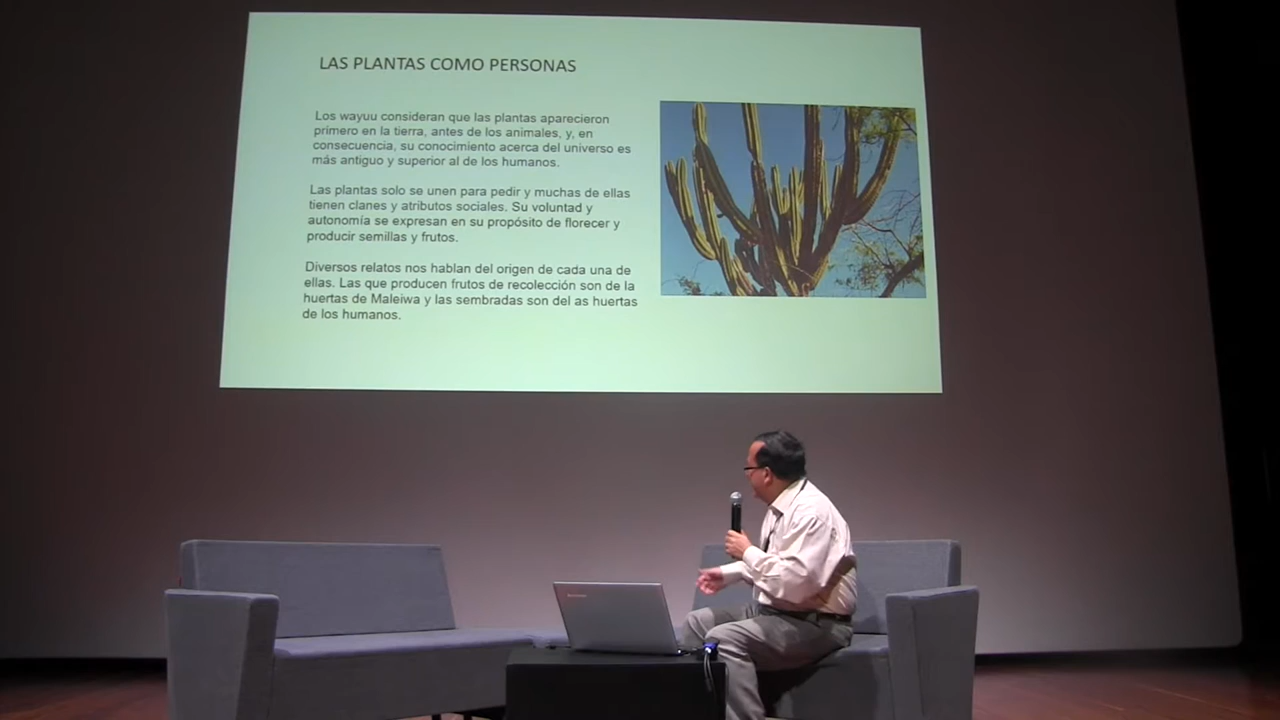 LAS PLANTAS COMO PERSONAS
Los wayuu consideran que las plantas aparecieron
primero en la tierra, antes de los animales, y, en
consecuencia, su conocimiento acerca del universo es
más antiguo y superior al de los humanos.
Las plantas solo se unen para pedir y muchas de ellas
tienen clanes y atributos sociales. Su voluntad y
autonomía se expresan en su propósito de florecer y
producir semillas y frutos.
Diversos relatos nos hablan del origen de cada una de
ellas. Las que producen frutos de recolección son de la
huertas de Maleiwa y las sembradas son del as huertas
de los humanos.